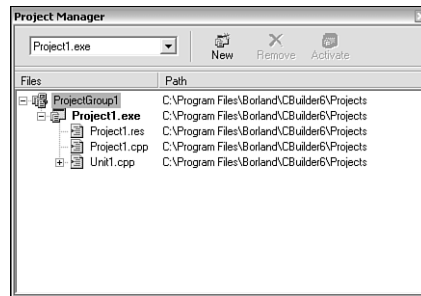 Project Manager
Project1.exe
New Remove Activate
Files Path
ProjectGroup1 C:\Program Files\Borland\CBuilder6\Projects
Project1.exe C:\Program Files\Borland\CBuilder6\Projects
Project1.res C:\Program Files\Borland\CBuilder6\Projects
Project1.cpp C:\Program Files\Borland\CBuilder6\Projects
Unit1.cpp C:\Program Files\Borland\CBuilder6\Projects